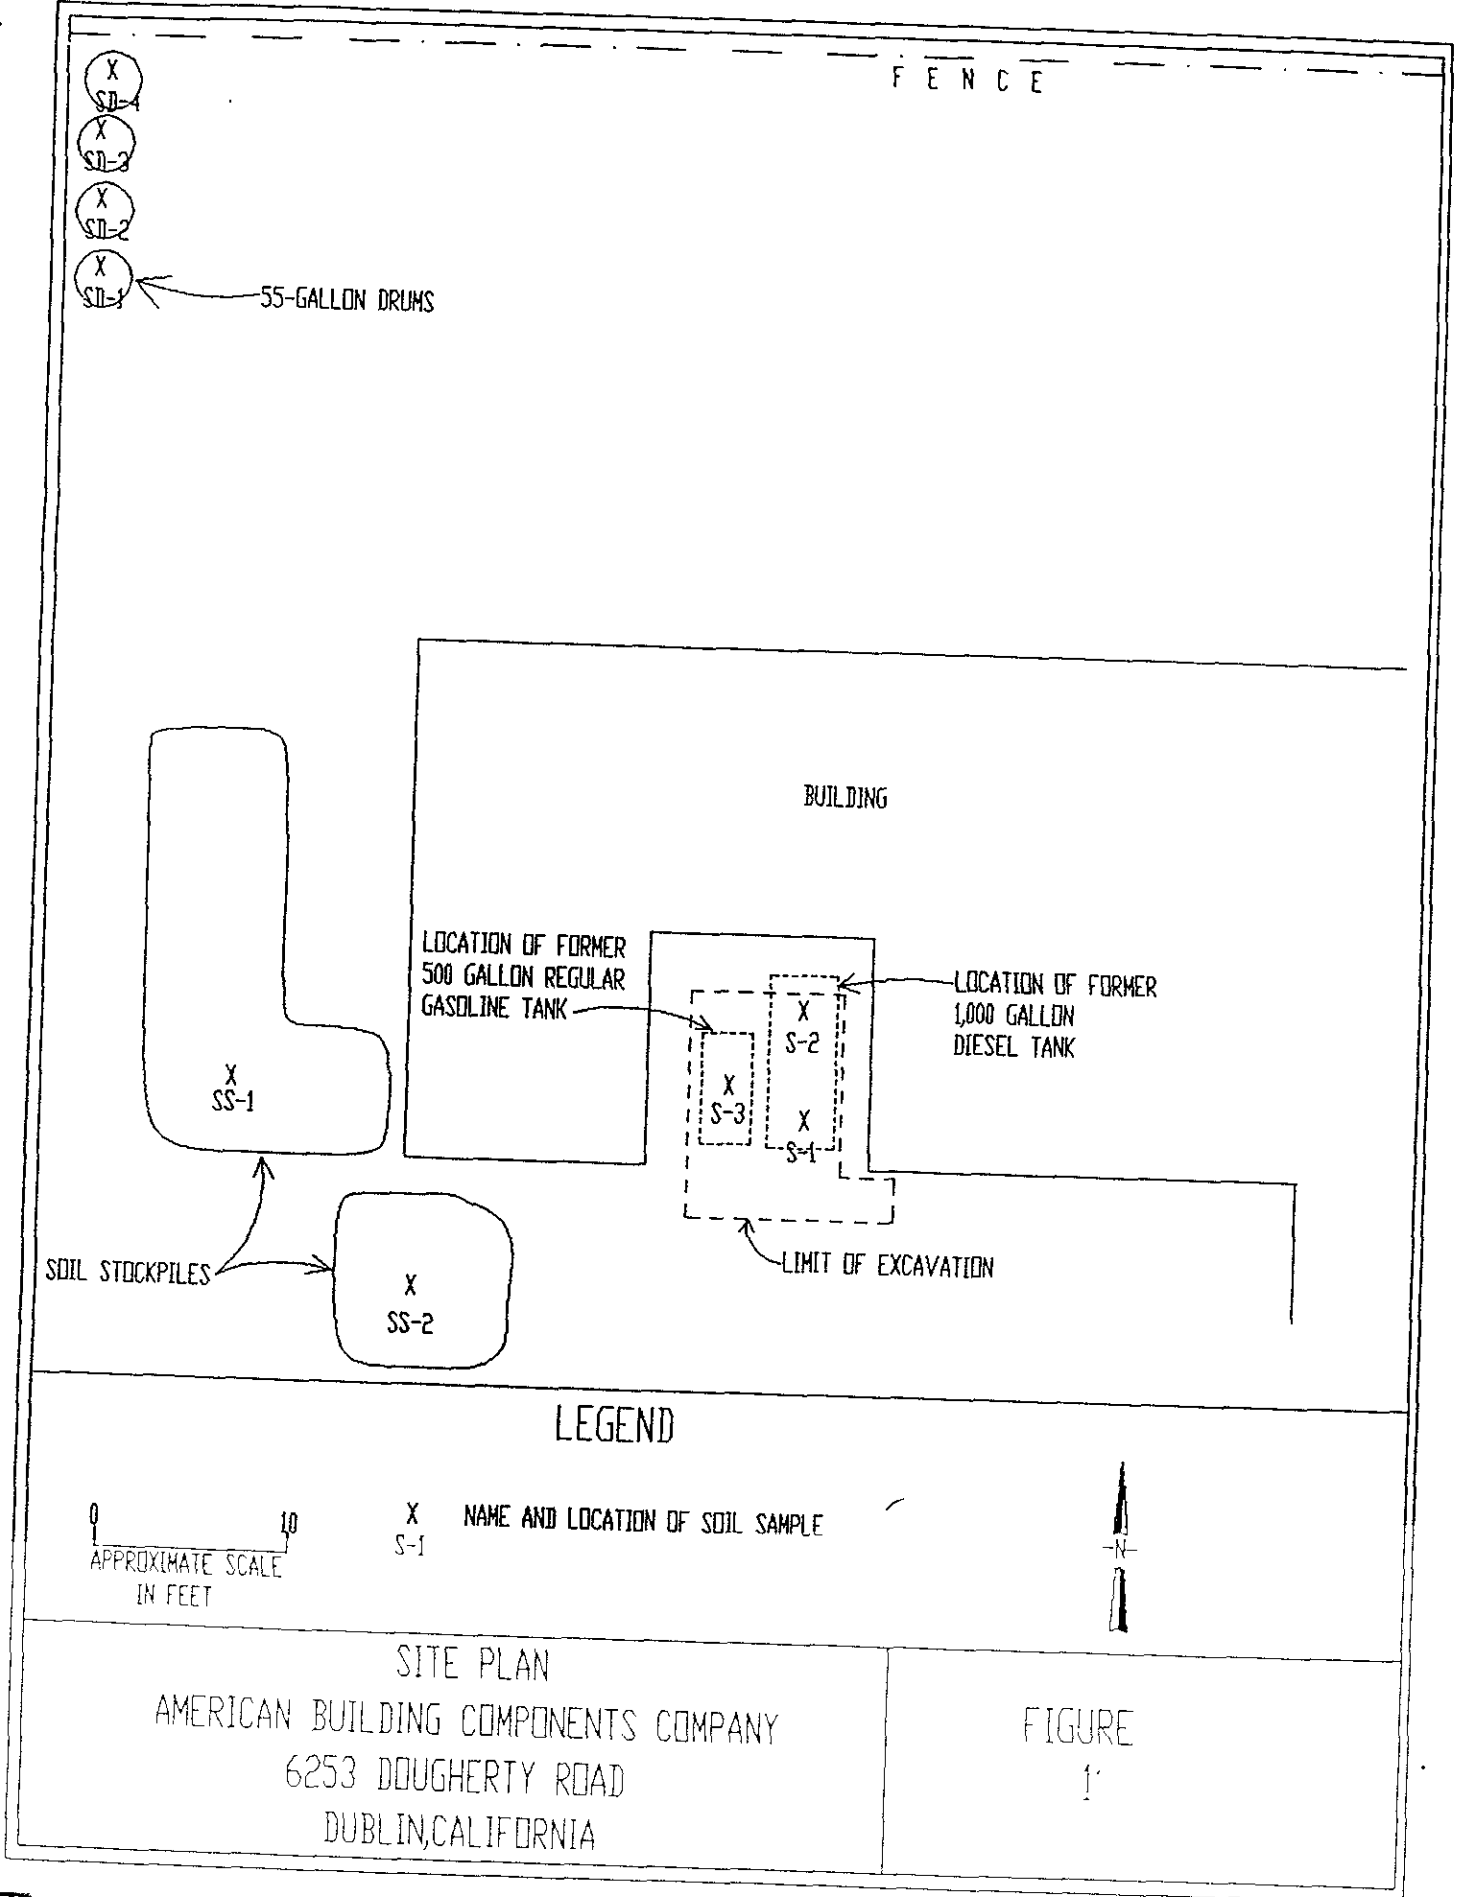 FENCE
X
SD-4
X
SD-3
X
SD-2
X
SD-1
55-GALLON DRUMS
BUILDING
LOCATION OF FORMER
500 GALLON REGULAR
GASOLINE TANK
LOCATION OF FORMER
1,000 GALLON
DIESEL TANK
X
S-2
X
S-3
X
S-1
X
SS-1
SOIL STOCKPILES
X
SS-2
LIMIT OF EXCAVATION
LEGEND
0 10
APPROXIMATE SCALE
IN FEET
X
S-1
NAME AND LOCATION OF SOIL SAMPLE
-N-
SITE PLAN
AMERICAN BUILDING COMPONENTS COMPANY
6253 DOUGHERTY ROAD
DUBLIN,CALIFORNIA
FIGURE
1